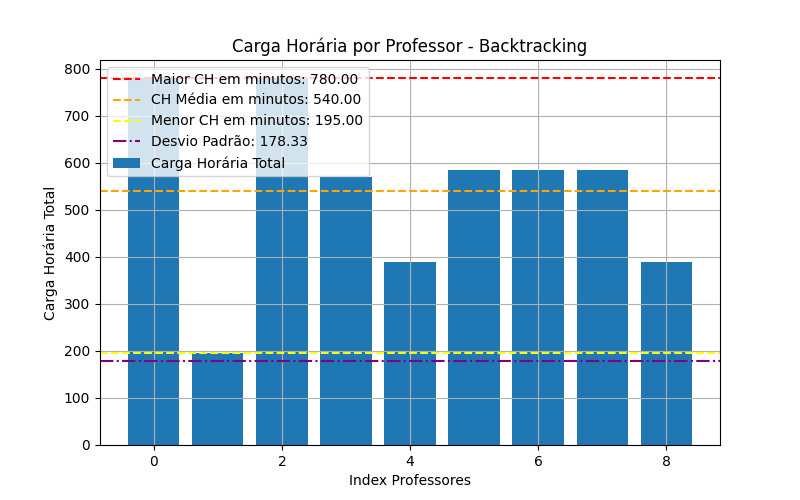 Carga Horária por Professor - Backtracking
Maior CH em minutos: 780.00
CH Média em minutos: 540.00
Menor CH em minutos: 195.00
Desvio Padrão: 178.33
Carga Horária Total
Carga Horária Total
800
700
600
500
400
300
200
100
0
0 2 4 6 8
Index Professores